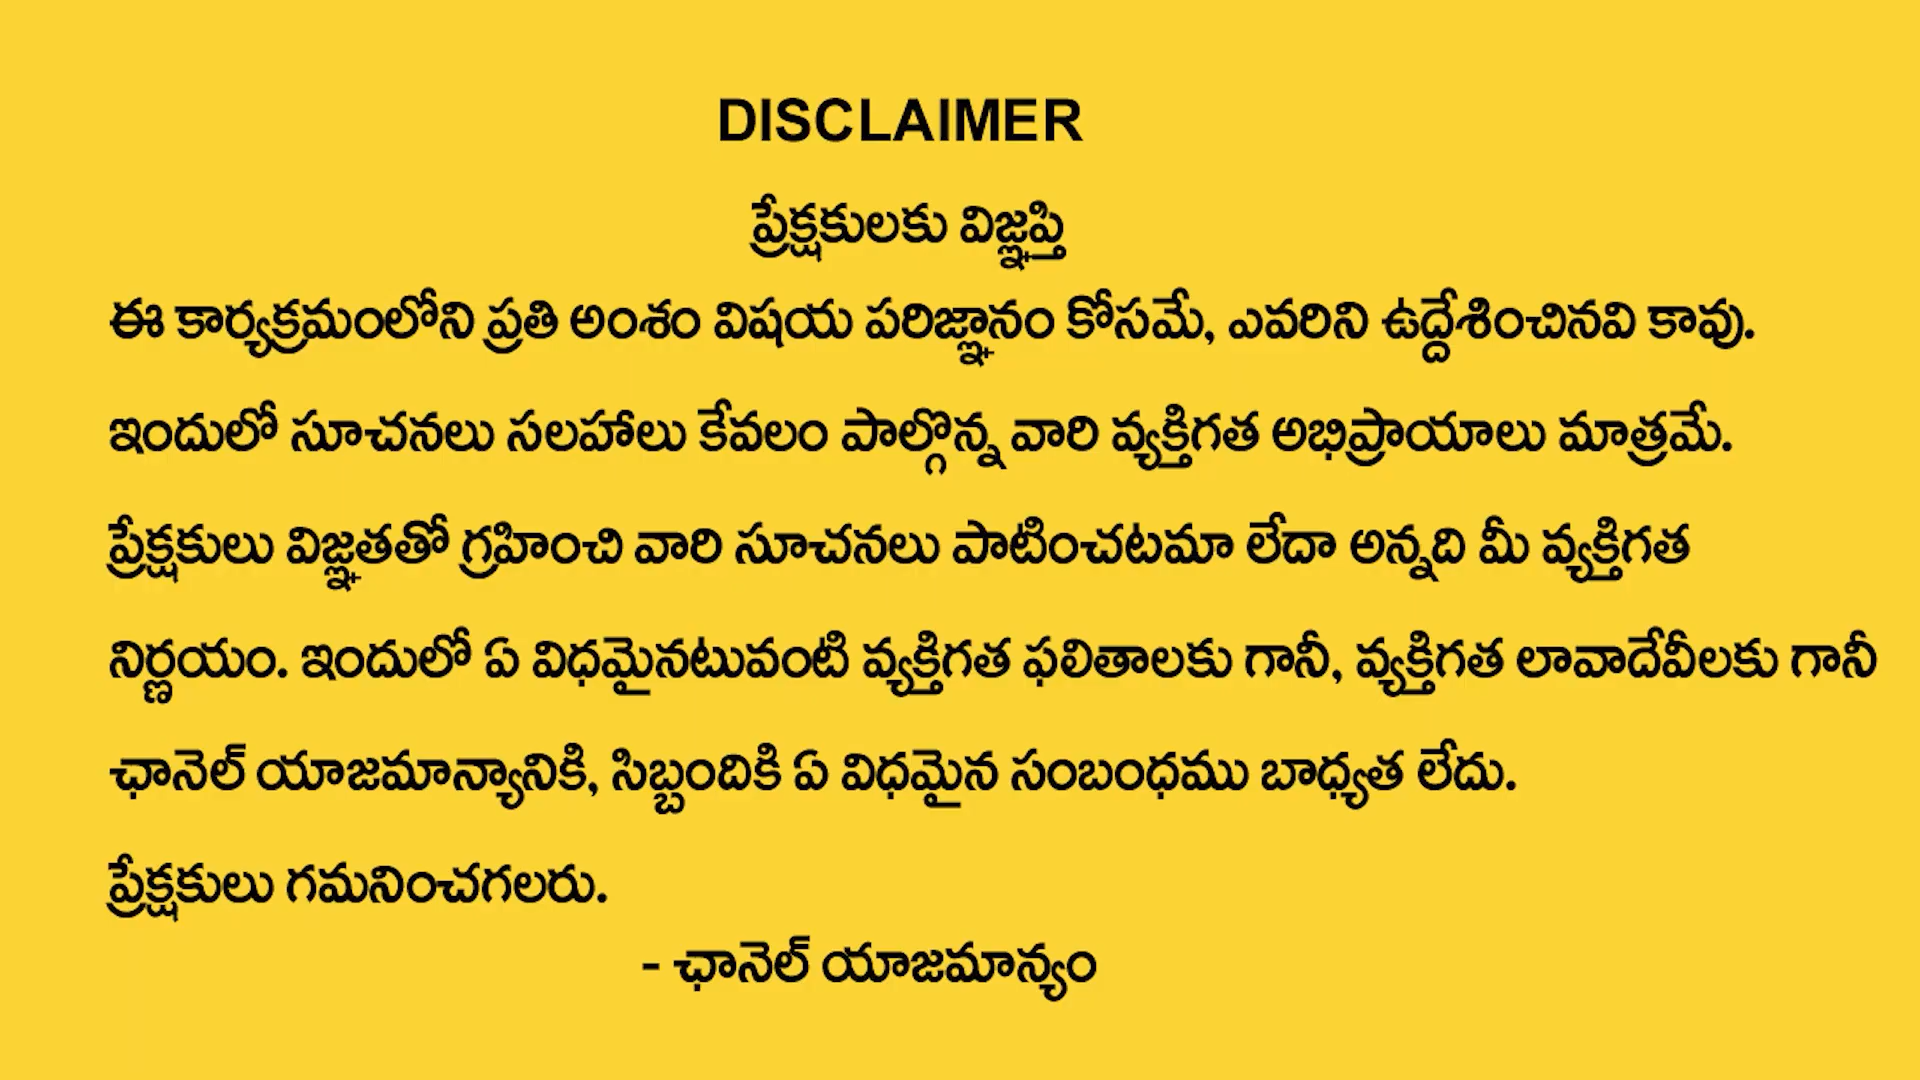 DISCLAIMER
ప్రేక్షకులకు విజ్ఞప్తి
ఈ కార్యక్రమంలోని ప్రతి అంశం విషయ పరిజ్ఞానం కోసమే, ఎవరిని ఉద్దేశించినవి కావు.
ఇందులో సూచనలు సలహాలు కేవలం పాల్గొన్న వారి వ్యక్తిగత అభిప్రాయాలు మాత్రమే.
ప్రేక్షకులు విజ్ఞతతో గ్రహించి వారి సూచనలు పాటించటమా లేదా అన్నది మీ వ్యక్తిగత
నిర్ణయం. ఇందులో ఏ విధమైనటువంటి వ్యక్తిగత ఫలితాలకు గానీ, వ్యక్తిగత లావాదేవీలకు గానీ
ఛానెల్ యాజమాన్యానికి, సిబ్బందికి ఏ విధమైన సంబంధము బాధ్యత లేదు.
ప్రేక్షకులు గమనించగలరు.
- ఛానెల్ యాజమాన్యం